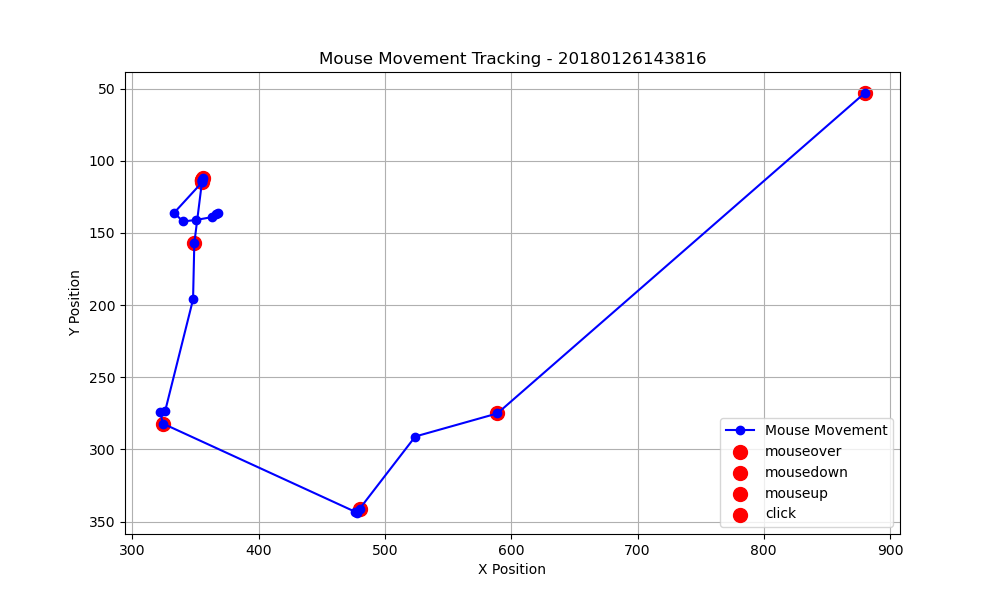 Mouse Movement Tracking - 20180126143816
50
100
150
200
250
300
350
Y Position
300 400 500 600 700 800 900
X Position
Mouse Movement
mouseover
mousedown
mouseup
click